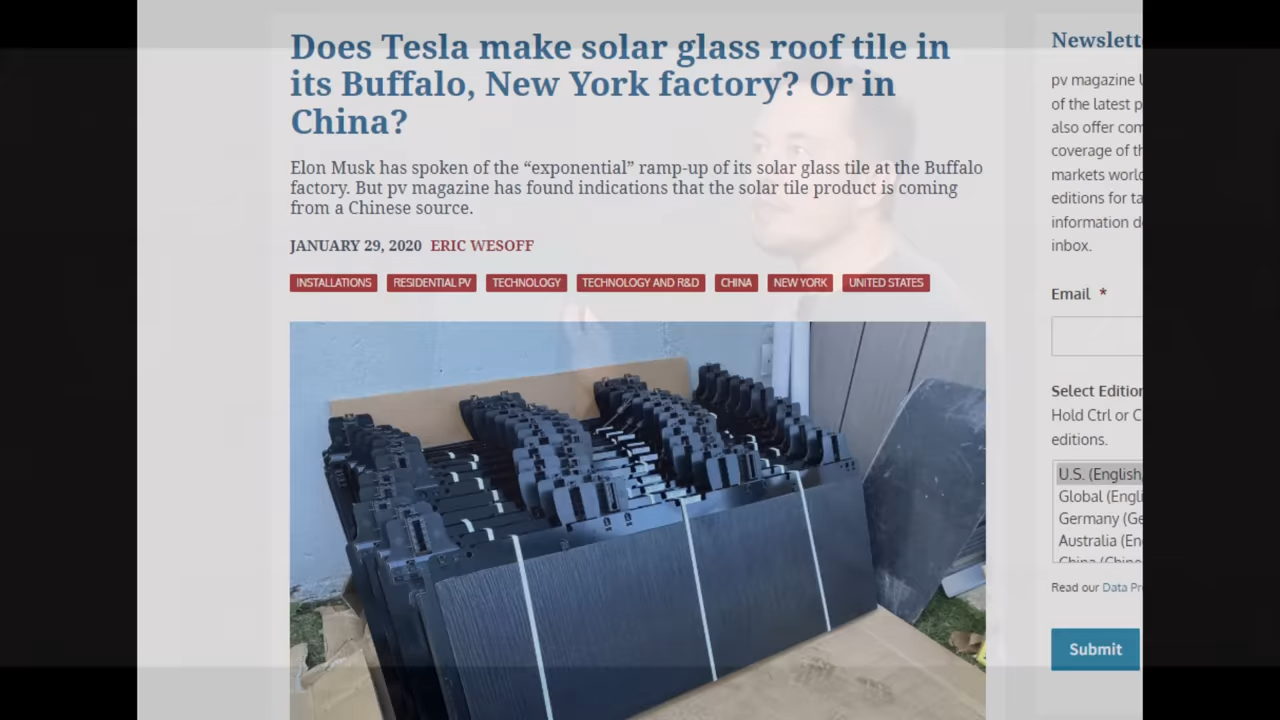 Does Tesla make solar glass roof tile in
its Buffalo, New York factory? Or in
China?
Elon Musk has spoken of the “exponential” ramp-up of its solar glass tile at the Buffalo
factory. But pv magazine has found indications that the solar tile product is coming
from a Chinese source.
JANUARY 29, 2020 ERIC WESOFF
INSTALLATIONS RESIDENTIAL PV TECHNOLOGY TECHNOLOGY AND R&D CHINA NEW YORK UNITED STATES
Newslett
pv magazine
of the latest p
also offer com
coverage of th
markets world
editions for ta
information d
inbox.
Email *
Select Edition
Hold Ctrl or C
editions.
U.S. (English
Global (Engli
Germany (Ge
Australia (En
China (Chine
Read our Data Pr
Submit